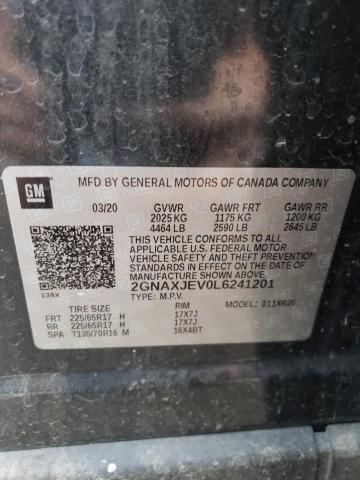 GM
MFD BY GENERAL MOTORS OF CANADA COMPANY
03/20 GVWR GAWR FRT GAWR RR
2025 KG 1175 KG 1200 KG
4464 LB 2590 LB 2645 LB
THIS VEHICLE CONFORMS TO ALL APPLICABLE
U.S. FEDERAL MOTOR VEHICLE SAFETY, BUMPER,
AND THEFT PREVENTION STANDARDS IN EFFECT ON
THE DATE OF MANUFACTURE SHOWN ABOVE.
2GNAXJEV0L6241201
TYPE: M.P.V. MODEL:
TIRE SIZE RIM
FRT 225/65R17 H 17X7J
RR 225/65R17 H 17X7J
SPA T135/70R16 M 16X4BT